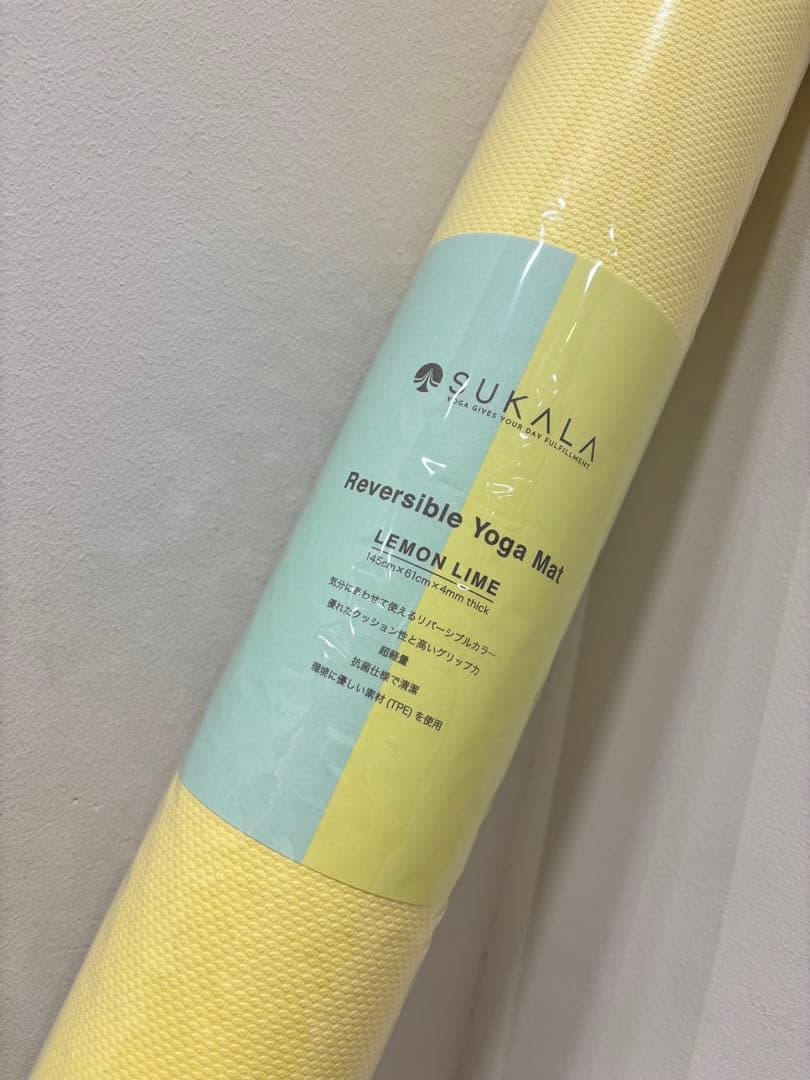 SUKALA
YOGA GIVES YOUR DAY FULFILLMENT
Reversible Yoga Mat
LEMON LIME
145cm×61cm×4mm thick
気分にあわせて使えるリバーシブルカラー
優れたクッション性と高いグリップ力
超軽量
抗菌仕様で清潔
環境に優しい素材 (TPE) を使用